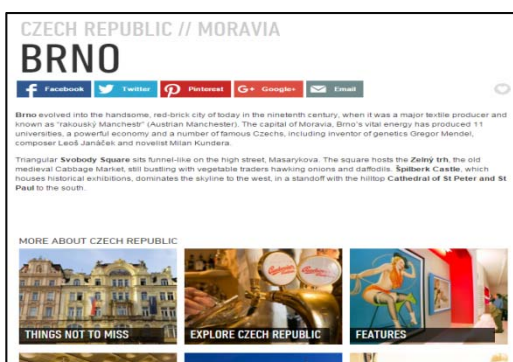 CZECH REPUBLIC // MORAVIA
BRNO
Facebook Twitter Pinterest Google+ Email
Brno evolved into the handsome, red-brick city of today in the nineteenth century, when it was a major textile producer and
known as "rakouský Manchestr" (Austrian Manchester). The capital of Moravia, Brno's vital energy has produced 11
universities, a powerful economy and a number of famous Czechs, including inventor of genetics Gregor Mendel,
composer Leoš Janáček and novelist Milan Kundera.
Triangular Svobody Square sits funnel-like on the high street, Masarykova. The square hosts the Zelný trh, the old
medieval Cabbage Market, still bustling with vegetable traders hawking onions and daffodils. Špilberk Castle, which
houses historical exhibitions, dominates the skyline to the west, in a standoff with the hilltop Cathedral of St Peter and St
Paul to the south.
MORE ABOUT CZECH REPUBLIC
THINGS NOT TO MISS
EXPLORE CZECH REPUBLIC
FEATURES